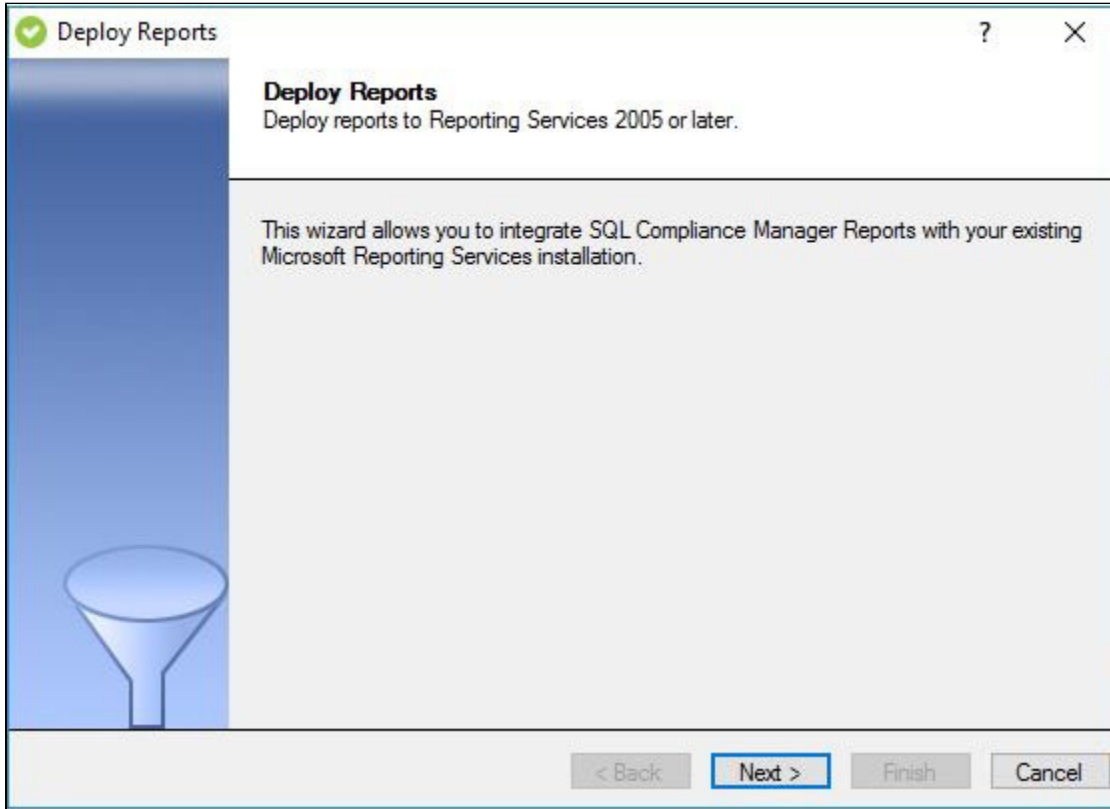 Deploy Reports
?
Deploy Reports
Deploy reports to Reporting Services 2005 or later.
This wizard allows you to integrate SQL Compliance Manager Reports with your existing
Microsoft Reporting Services installation.
< Back
Next >
Finish
Cancel